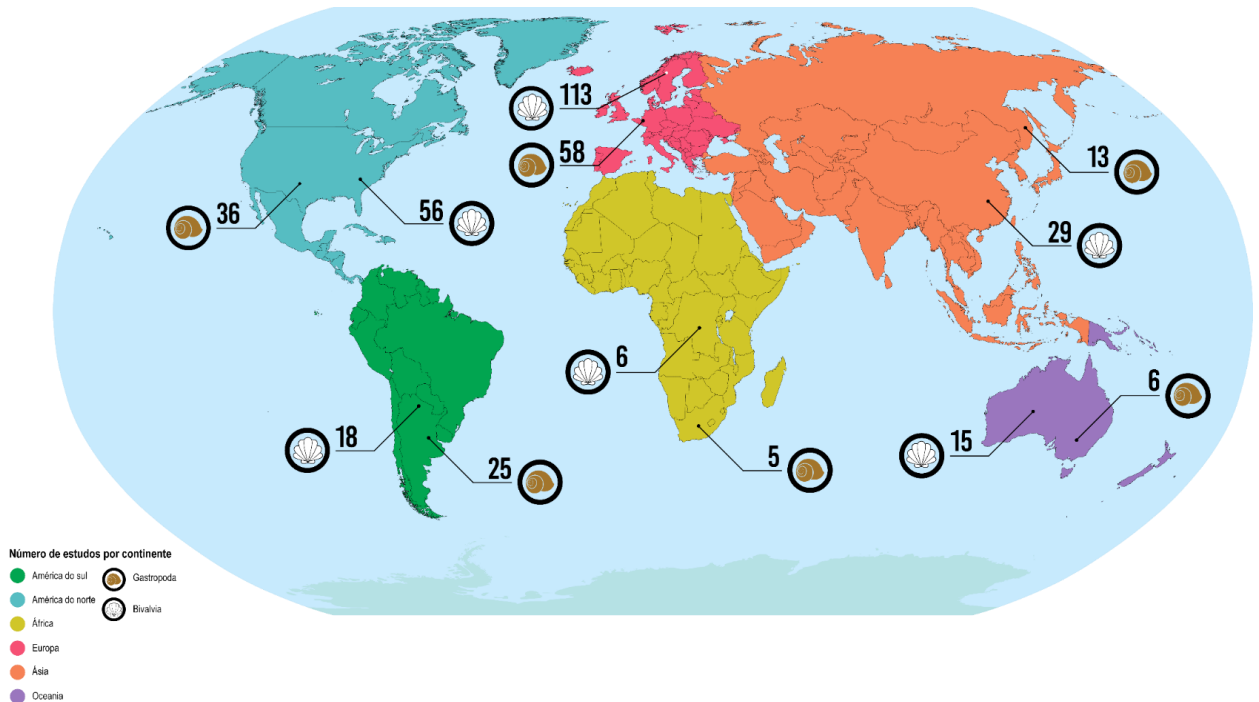 113
58
13
36
56
29
6
6
18
15
25
5
Número de estudos por continente
América do sul
Gastropoda
América do norte
Bivalvia
África
Europa
Ásia
Oceania